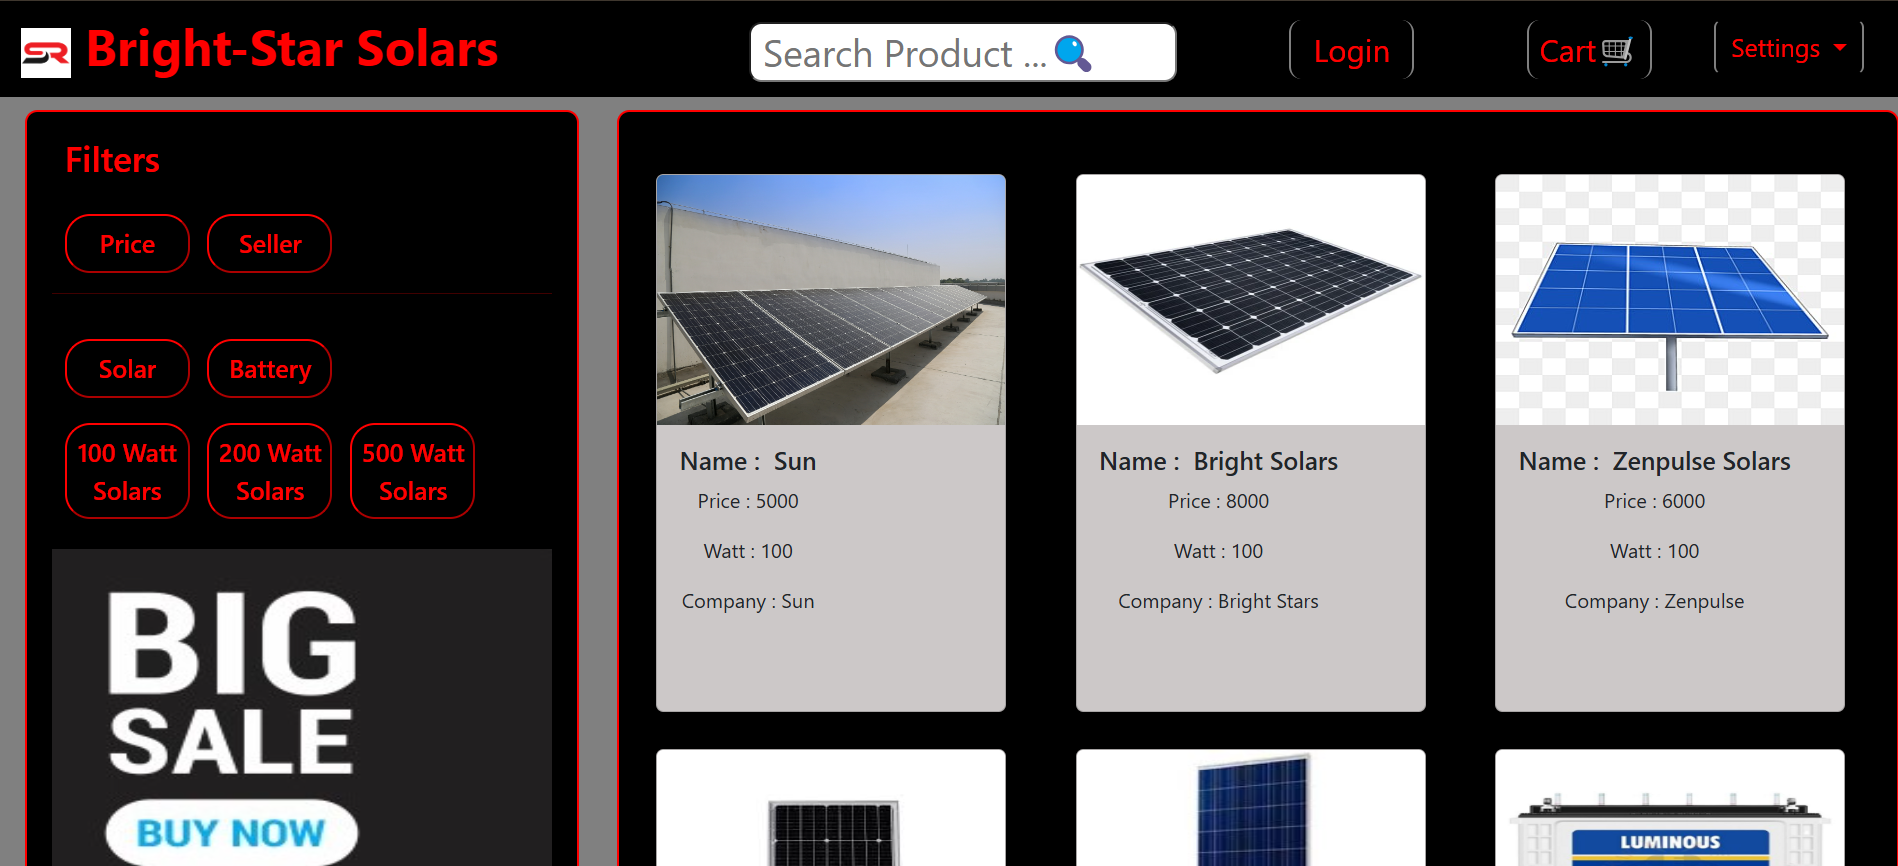 SR Bright-Star Solars
Search Product ...
Login
Cart
Settings
Filters
Price Seller
Solar Battery
100 Watt Solars
200 Watt Solars
500 Watt Solars
BIG
SALE
BUY NOW
Name : Sun
Price : 5000
Watt : 100
Company : Sun
Name : Bright Solars
Price : 8000
Watt : 100
Company : Bright Stars
Name : Zenpulse Solars
Price : 6000
Watt : 100
Company : Zenpulse
LUMINOUS